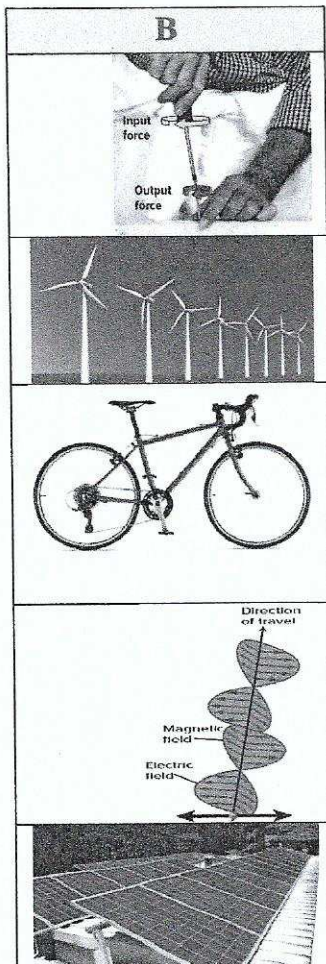 B
Input
force
Output
force
Direction
of travel
Magnetic
field
Electric
field